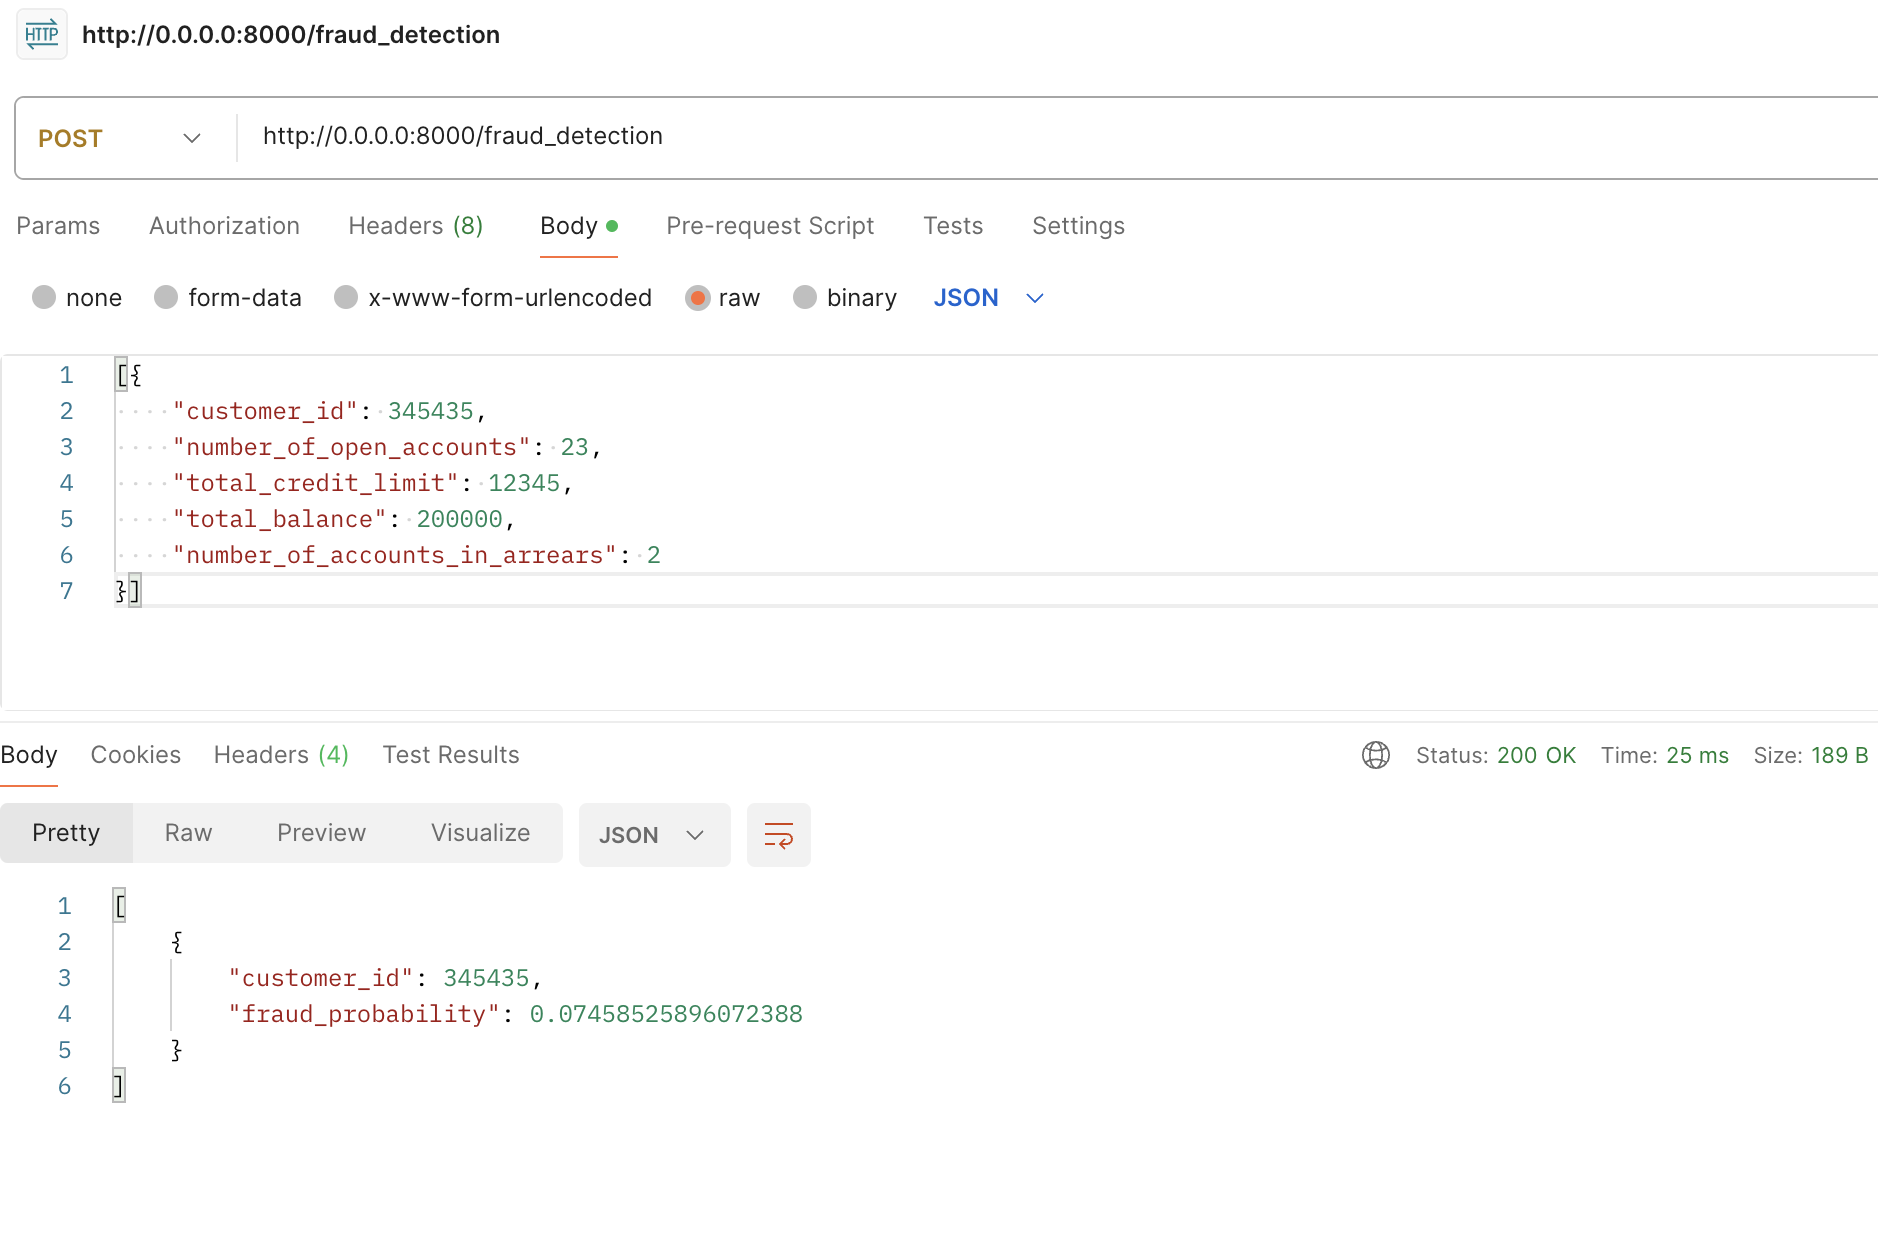 HTTP http://0.0.0.0:8000/fraud_detection
POST http://0.0.0.0:8000/fraud_detection
Params Authorization Headers (8) Body Pre-request Script Tests Settings
none form-data x-www-form-urlencoded raw binary JSON
1 [{
2 "customer_id": 345435,
3 "number_of_open_accounts": 23,
4 "total_credit_limit": 12345,
5 "total_balance": 200000,
6 "number_of_accounts_in_arrears": 2
7 }]
Body Cookies Headers (4) Test Results Status: 200 OK Time: 25 ms Size: 189 B
Pretty Raw Preview Visualize JSON
1 [
2 {
3 "customer_id": 345435,
4 "fraud_probability": 0.07458525896072388
5 }
6 ]